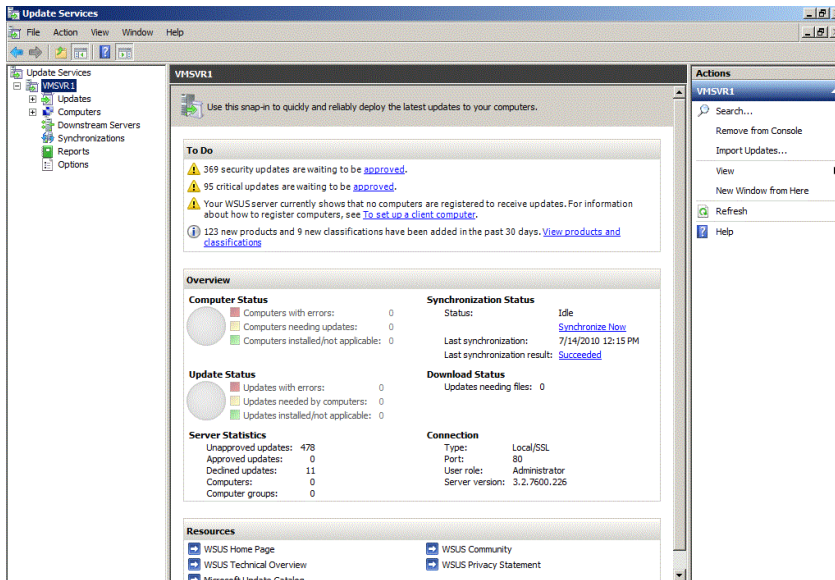 Update Services
File Action View Window Help
Update Services
VMSVR1
Updates
Computers
Downstream Servers
Synchronizations
Reports
Options
VMSVR1
Use this snap-in to quickly and reliably deploy the latest updates to your computers.
To Do
369 security updates are waiting to be approved.
95 critical updates are waiting to be approved.
Your WSUS server currently shows that no computers are registered to receive updates. For information
about how to register computers, see To set up a client computer.
123 new products and 9 new classifications have been added in the past 30 days. View products and
classifications
Overview
Computer Status
Computers with errors: 0
Computers needing updates: 0
Computers installed/not applicable: 0
Synchronization Status
Status: Idle
Synchronize Now
Last synchronization: 7/14/2010 12:15 PM
Last synchronization result: Succeeded
Update Status
Updates with errors: 0
Updates needed by computers: 0
Updates installed/not applicable: 0
Download Status
Updates needing files: 0
Server Statistics
Unapproved updates: 478
Approved updates: 0
Declined updates: 11
Computers: 0
Computer groups: 0
Connection
Type: Local/SSL
Port: 80
User role: Administrator
Server version: 3.2.7600.226
Resources
WSUS Home Page
WSUS Technical Overview
Microsoft Update Catalog
WSUS Community
WSUS Privacy Statement
Actions
VMSVR1
Search...
Remove from Console
Import Updates...
View
New Window from Here
Refresh
Help